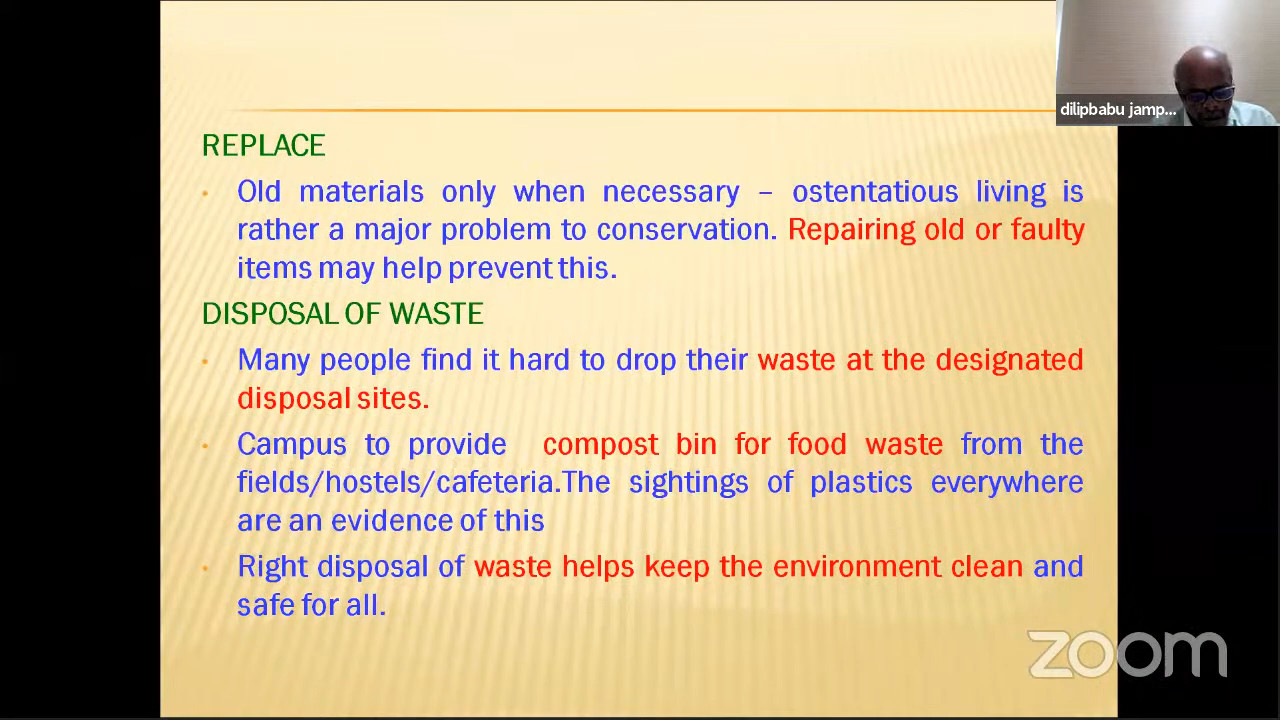 dilipbabu jamp...
REPLACE
• Old materials only when necessary – ostentatious living is
rather a major problem to conservation. Repairing old or faulty
items may help prevent this.
DISPOSAL OF WASTE
• Many people find it hard to drop their waste at the designated
disposal sites.
• Campus to provide compost bin for food waste from the
fields/hostels/cafeteria.The sightings of plastics everywhere
are an evidence of this
• Right disposal of waste helps keep the environment clean and
safe for all.
zoom